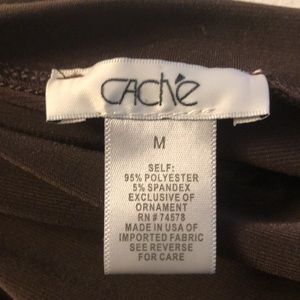 Caché
M
SELF:
95% POLYESTER
5% SPANDEX
EXCLUSIVE OF
ORNAMENT
RN # 74578
MADE IN USA OF
IMPORTED FABRIC
SEE REVERSE
FOR CARE